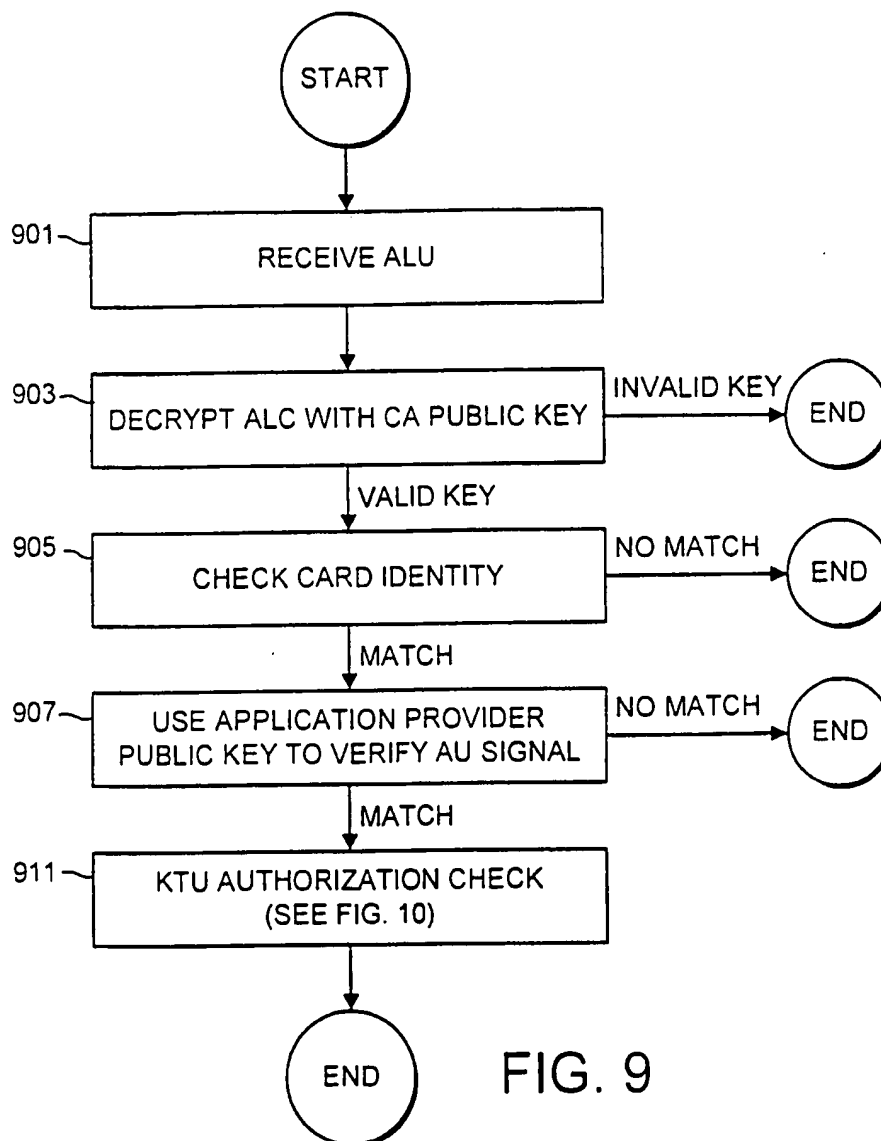 START
901
RECEIVE ALU
903
DECRYPT ALC WITH CA PUBLIC KEY
INVALID KEY
END
VALID KEY
905
CHECK CARD IDENTITY
NO MATCH
END
MATCH
907
USE APPLICATION PROVIDER
PUBLIC KEY TO VERIFY AU SIGNAL
NO MATCH
END
MATCH
911
KTU AUTHORIZATION CHECK
(SEE FIG. 10)
END
FIG. 9